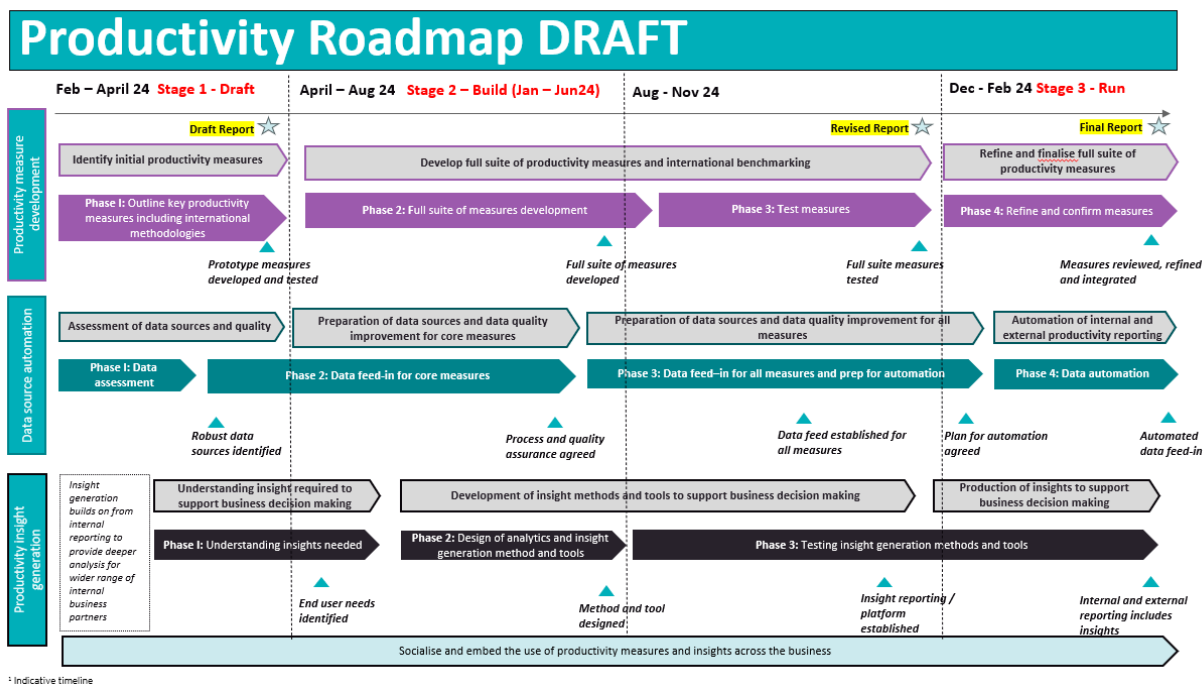 Productivity Roadmap DRAFT
Feb – April 24 Stage 1 - Draft
April – Aug 24 Stage 2 – Build (Jan – Jun24)
Aug - Nov 24
Dec - Feb 24 Stage 3 - Run
Productivity measure
development
Draft Report
Revised Report
Final Report
Identify initial productivity measures
Develop full suite of productivity measures and international benchmarking
Refine and finalise full suite of
productivity measures
Phase I: Outline key productivity
measures including international
methodologies
Phase 2: Full suite of measures development
Phase 3: Test measures
Phase 4: Refine and confirm measures
Prototype measures
developed and tested
Full suite of measures
developed
Full suite measures
tested
Measures reviewed, refined
and integrated
Data source automation
Assessment of data sources and quality
Preparation of data sources and data quality
improvement for core measures
Preparation of data sources and data quality improvement for all
measures
Automation of internal and
external productivity reporting
Phase I: Data
assessment
Phase 2: Data feed-in for core measures
Phase 3: Data feed–in for all measures and prep for automation
Phase 4: Data automation
Robust data
sources identified
Process and quality
assurance agreed
Data feed established for
all measures
Plan for automation
agreed
Automated
data feed-in
Productivity insight
generation
Insight
generation
builds on from
internal
reporting to
provide deeper
analysis for
wider range of
internal
business
partners
Understanding insight required to
support business decision making
Development of insight methods and tools to support business decision making
Production of insights to support
business decision making
Phase I: Understanding insights needed
Phase 2: Design of analytics and insight
generation method and tools
Phase 3: Testing insight generation methods and tools
End user needs
identified
Method and tool
designed
Insight reporting /
platform
established
Internal and external
reporting includes
insights
Socialise and embed the use of productivity measures and insights across the business
¹ Indicative timeline